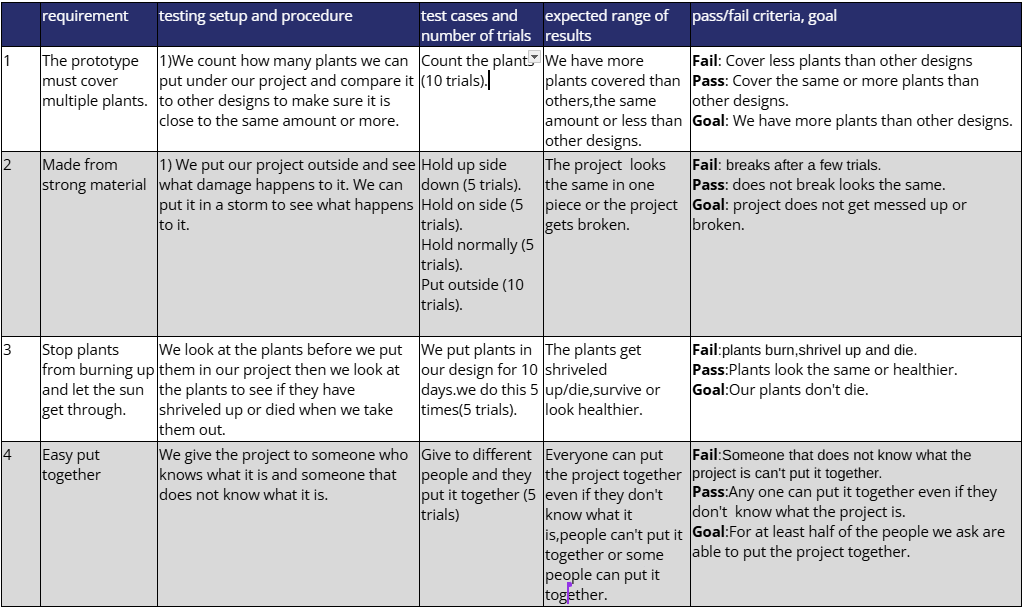 requirement
testing setup and procedure
test cases and
number of trials
expected range of
results
pass/fail criteria, goal
1
The prototype
must cover
multiple plants.
1)We count how many plants we can
put under our project and compare it
to other designs to make sure it is
close to the same amount or more.
Count the plants
(10 trials).
We have more
plants covered than
others,the same
amount or less than
other designs.
Fail: Cover less plants than other designs
Pass: Cover the same or more plants than
other designs.
Goal: We have more plants than other designs.
2
Made from
strong material
1) We put our project outside and see
what damage happens to it. We can
put it in a storm to see what happens
to it.
Hold up side
down (5 trials).
Hold on side (5
trials).
Hold normally (5
trials).
Put outside (10
trials).
The project looks
the same in one
piece or the project
gets broken.
Fail: breaks after a few trials.
Pass: does not break looks the same.
Goal: project does not get messed up or
broken.
3
Stop plants
from burning up
and let the sun
get through.
We look at the plants before we put
them in our project then we look at
the plants to see if they have
shriveled up or died when we take
them out.
We put plants in
our design for 10
days.we do this 5
times(5 trials).
The plants get
shriveled
up/die,survive or
look healthier.
Fail:plants burn,shrivel up and die.
Pass:Plants look the same or healthier.
Goal:Our plants don't die.
4
Easy put
together
We give the project to someone who
knows what it is and someone that
does not know what it is.
Give to different
people and they
put it together (5
trials)
Everyone can put
the project together
even if they don't
know what it
is,people can't put it
together or some
people can put it
together.
Fail:Someone that does not know what the
project is can't put it together.
Pass:Any one can put it together even if they
don't know what the project is.
Goal:For at least half of the people we ask are
able to put the project together.